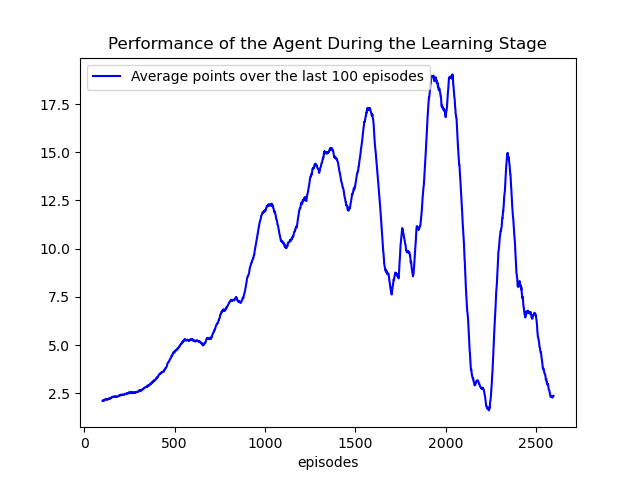 Performance of the Agent During the Learning Stage
Average points over the last 100 episodes
17.5
15.0
12.5
10.0
7.5
5.0
2.5
0 500 1000 1500 2000 2500
episodes